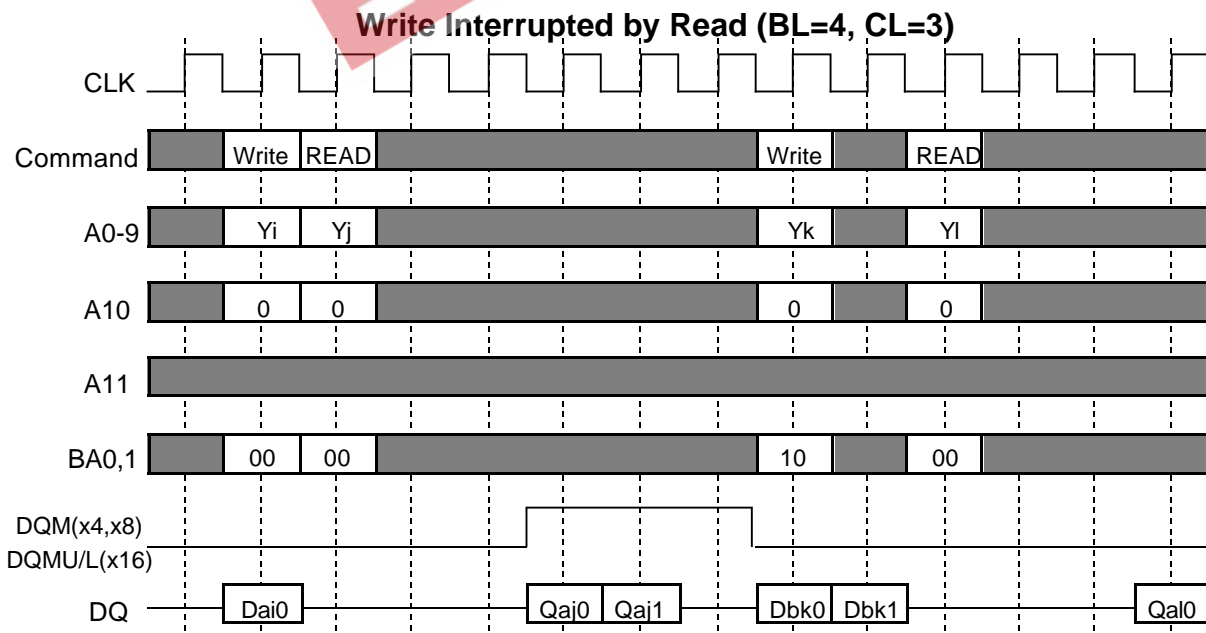 Write Interrupted by Read (BL=4, CL=3)
CLK
Command Write READ Write READ
A0-9 Yi Yj Yk Yl
A10 0 0 0 0
A11
BA0,1 00 00 10 00
DQM(x4,x8)
DQMU/L(x16)
DQ Dai0 Qaj0 Qaj1 Dbk0 Dbk1 Qal0